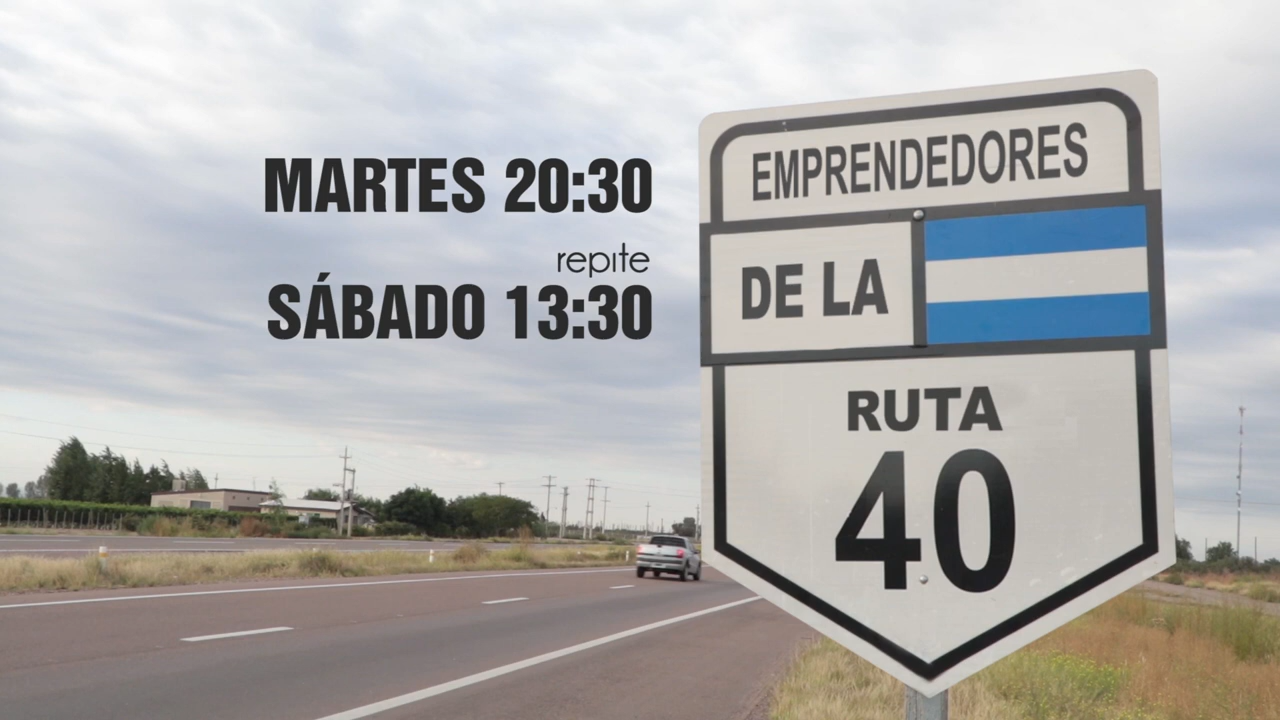 MARTES 20:30
repite
SÁBADO 13:30
EMPRENDEDORES
DE LA
RUTA
40